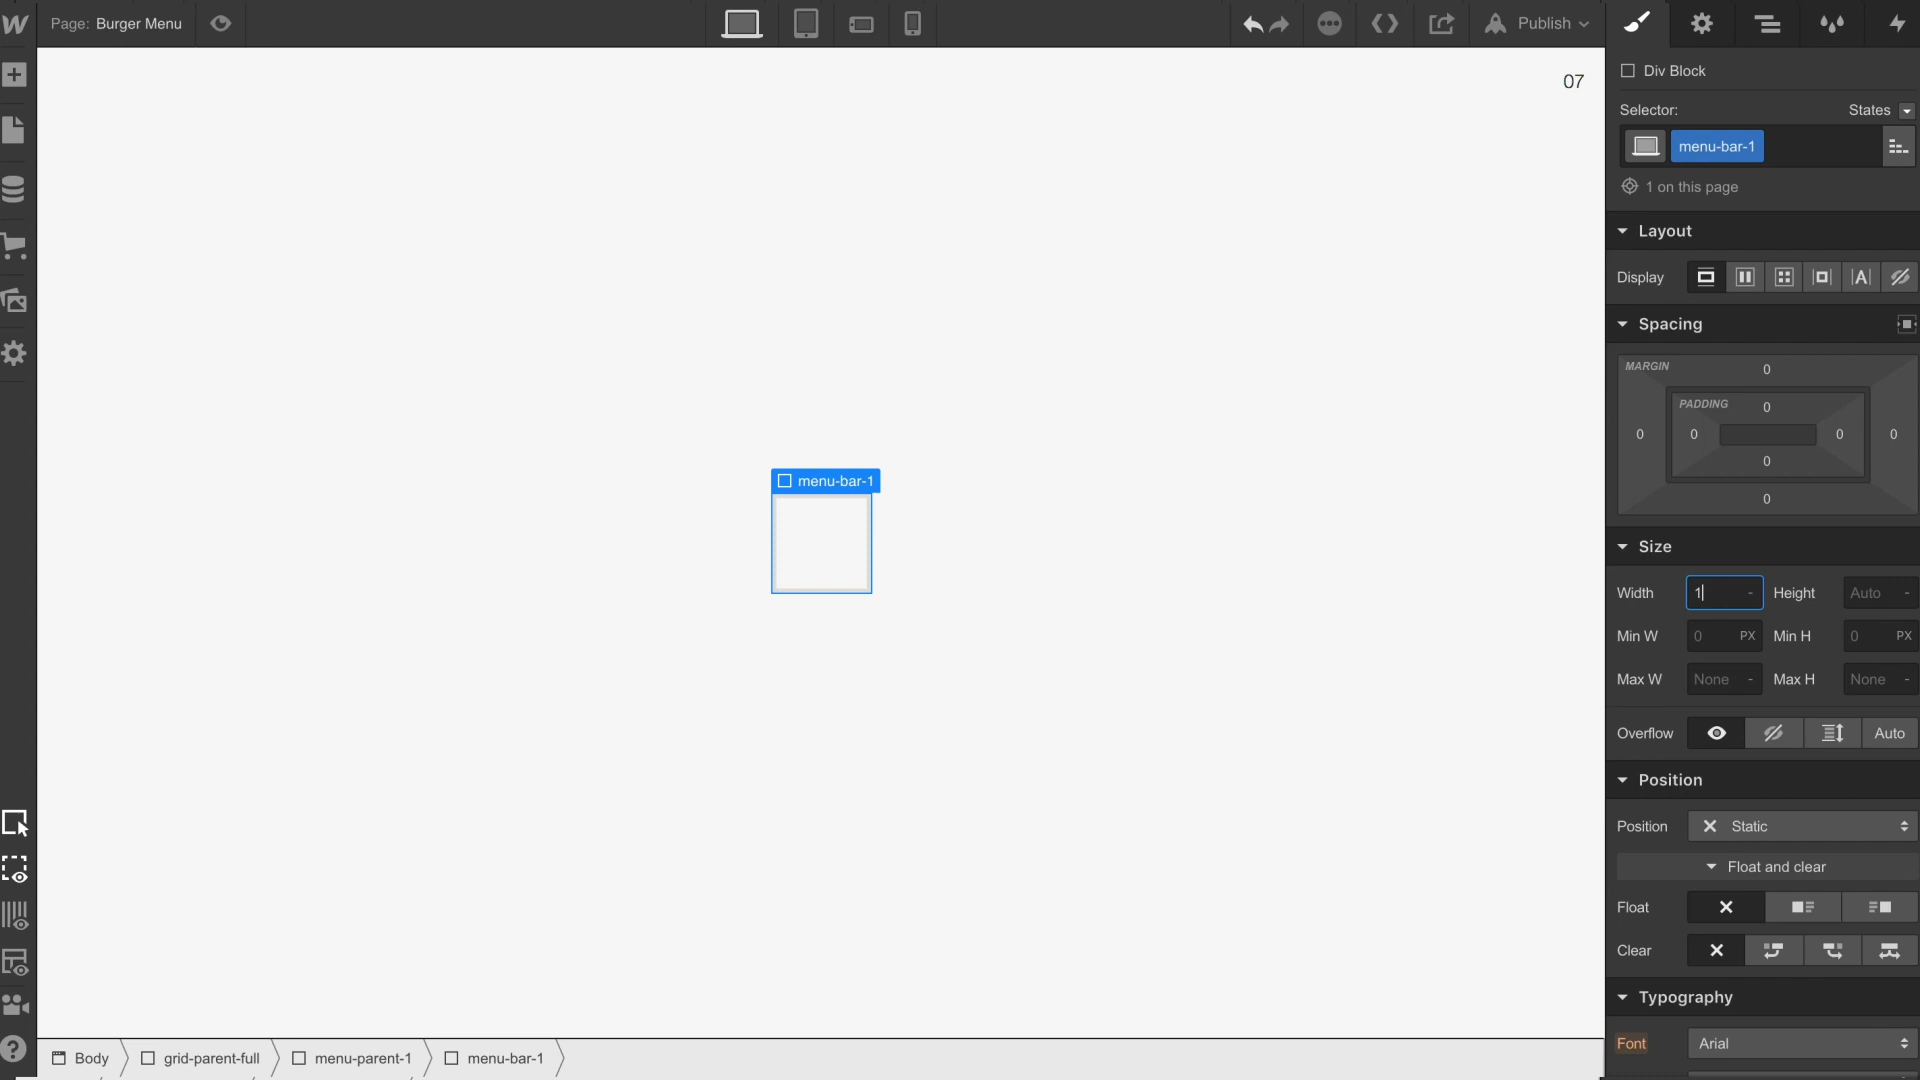 Page: Burger Menu
Publish
07
Div Block
Selector:
States
menu-bar-1
1 on this page
Layout
Display
Spacing
MARGIN
0
PADDING
0
0
0
0
0
0
0
menu-bar-1
Size
Width
1
-
Height
Auto
-
Min W
0
PX
Min H
0
PX
Max W
None
-
Max H
None
-
Overflow
Auto
Position
Position
Static
Float and clear
Float
Clear
Typography
Font
Arial
Body
grid-parent-full
menu-parent-1
menu-bar-1